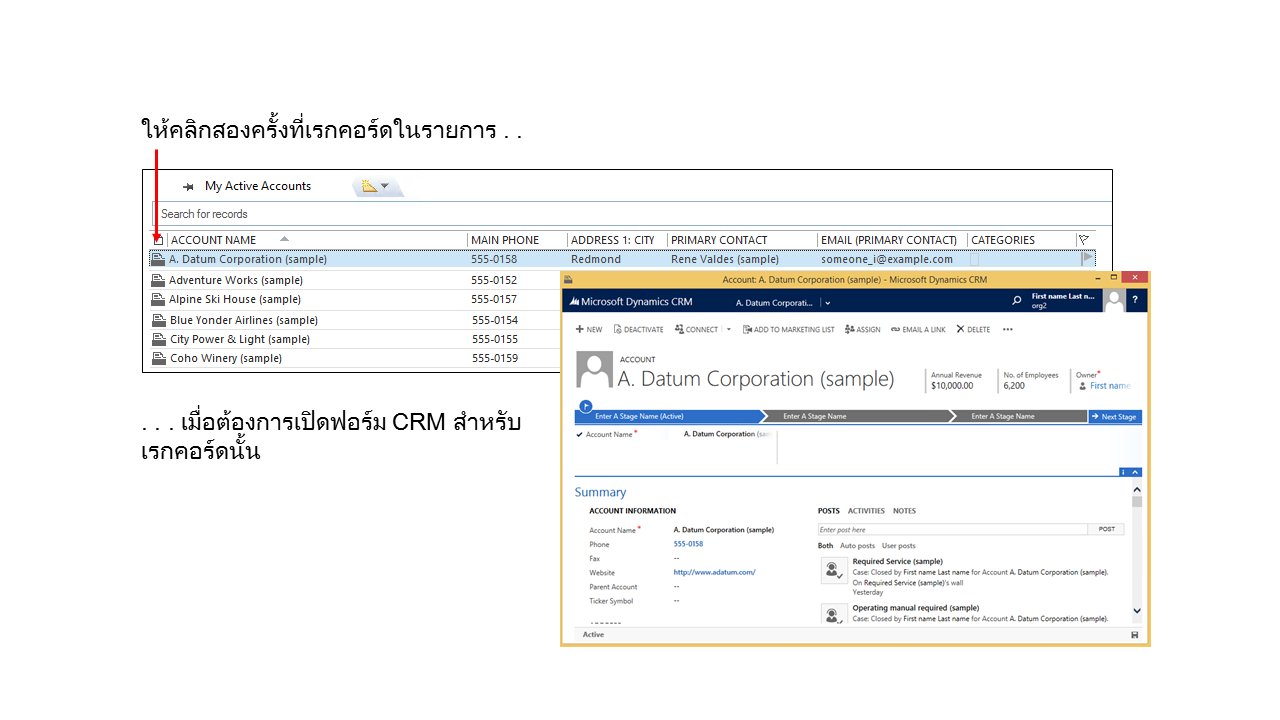 ให้คลิกสองครั้งที่เรกคอร์ดในรายการ . .
My Active Accounts
Search for records
ACCOUNT NAME MAIN PHONE ADDRESS 1: CITY PRIMARY CONTACT EMAIL (PRIMARY CONTACT) CATEGORIES
A. Datum Corporation (sample) 555-0158 Redmond Rene Valdes (sample) someone_i@example.com
Adventure Works (sample) 555-0152
Alpine Ski House (sample) 555-0157
Blue Yonder Airlines (sample) 555-0154
City Power & Light (sample) 555-0155
Coho Winery (sample) 555-0159
. . . เมื่อต้องการเปิดฟอร์ม CRM สำหรับ
เรกคอร์ดนั้น
Account: A. Datum Corporation (sample) - Microsoft Dynamics CRM
Microsoft Dynamics CRM A. Datum Corporati... First name Last n...
org2
?
NEW DEACTIVATE CONNECT ADD TO MARKETING LIST ASSIGN EMAIL A LINK DELETE •••
ACCOUNT
A. Datum Corporation (sample)
Annual Revenue No. of Employees Owner*
$10,000.00 6,200 First name
Enter A Stage Name (Active) Enter A Stage Name Enter A Stage Name Next Stage
Account Name* A. Datum Corporation (sam
Summary
ACCOUNT INFORMATION
Account Name* A. Datum Corporation (sample)
Phone 555-0158
Fax --
Website http://www.adatum.com/
Parent Account --
Ticker Symbol --
POSTS ACTIVITIES NOTES
Enter post here POST
Both Auto posts User posts
Required Service (sample)
Case: Closed by First name Last name for Account A. Datum Corporation (sample).
On Required Service (sample)'s wall
Yesterday
Operating manual required (sample)
Case: Closed by First name Last name for Account A. Datum Corporation (sample).
Active